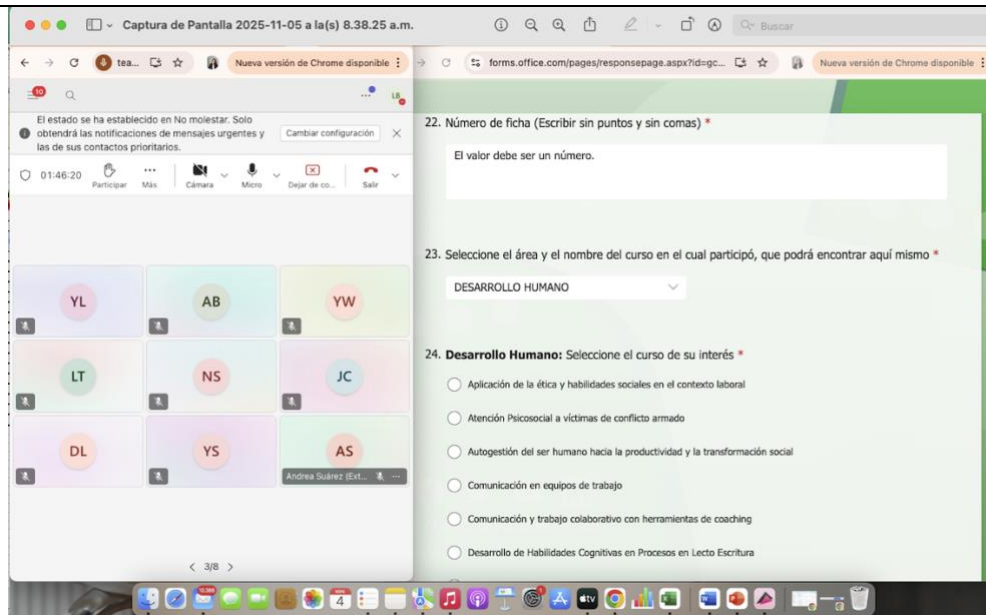 Captura de Pantalla 2025-11-05 a la(s) 8.38.25 a.m.
Buscar
tea...
Nueva versión de Chrome disponible
forms.office.com/pages/responsepage.aspx?id=gc...
Nueva versión de Chrome disponible
10
LB
El estado se ha establecido en No molestar. Solo
obtendrá las notificaciones de mensajes urgentes y
las de sus contactos prioritarios.
Cambiar configuración
01:46:20
Participar
Más
Cámara
Micro
Dejar de co...
Salir
YL
AB
YW
LT
NS
JC
DL
YS
AS
Andrea Suárez (Ext...
3/8
22. Número de ficha (Escribir sin puntos y sin comas) *
El valor debe ser un número.
23. Seleccione el área y el nombre del curso en el cual participó, que podrá encontrar aquí mismo *
DESARROLLO HUMANO
24. Desarrollo Humano: Seleccione el curso de su interés *
Aplicación de la ética y habilidades sociales en el contexto laboral
Atención Psicosocial a víctimas de conflicto armado
Autogestión del ser humano hacia la productividad y la transformación social
Comunicación en equipos de trabajo
Comunicación y trabajo colaborativo con herramientas de coaching
Desarrollo de Habilidades Cognitivas en Procesos en Lecto Escritura
4
tv